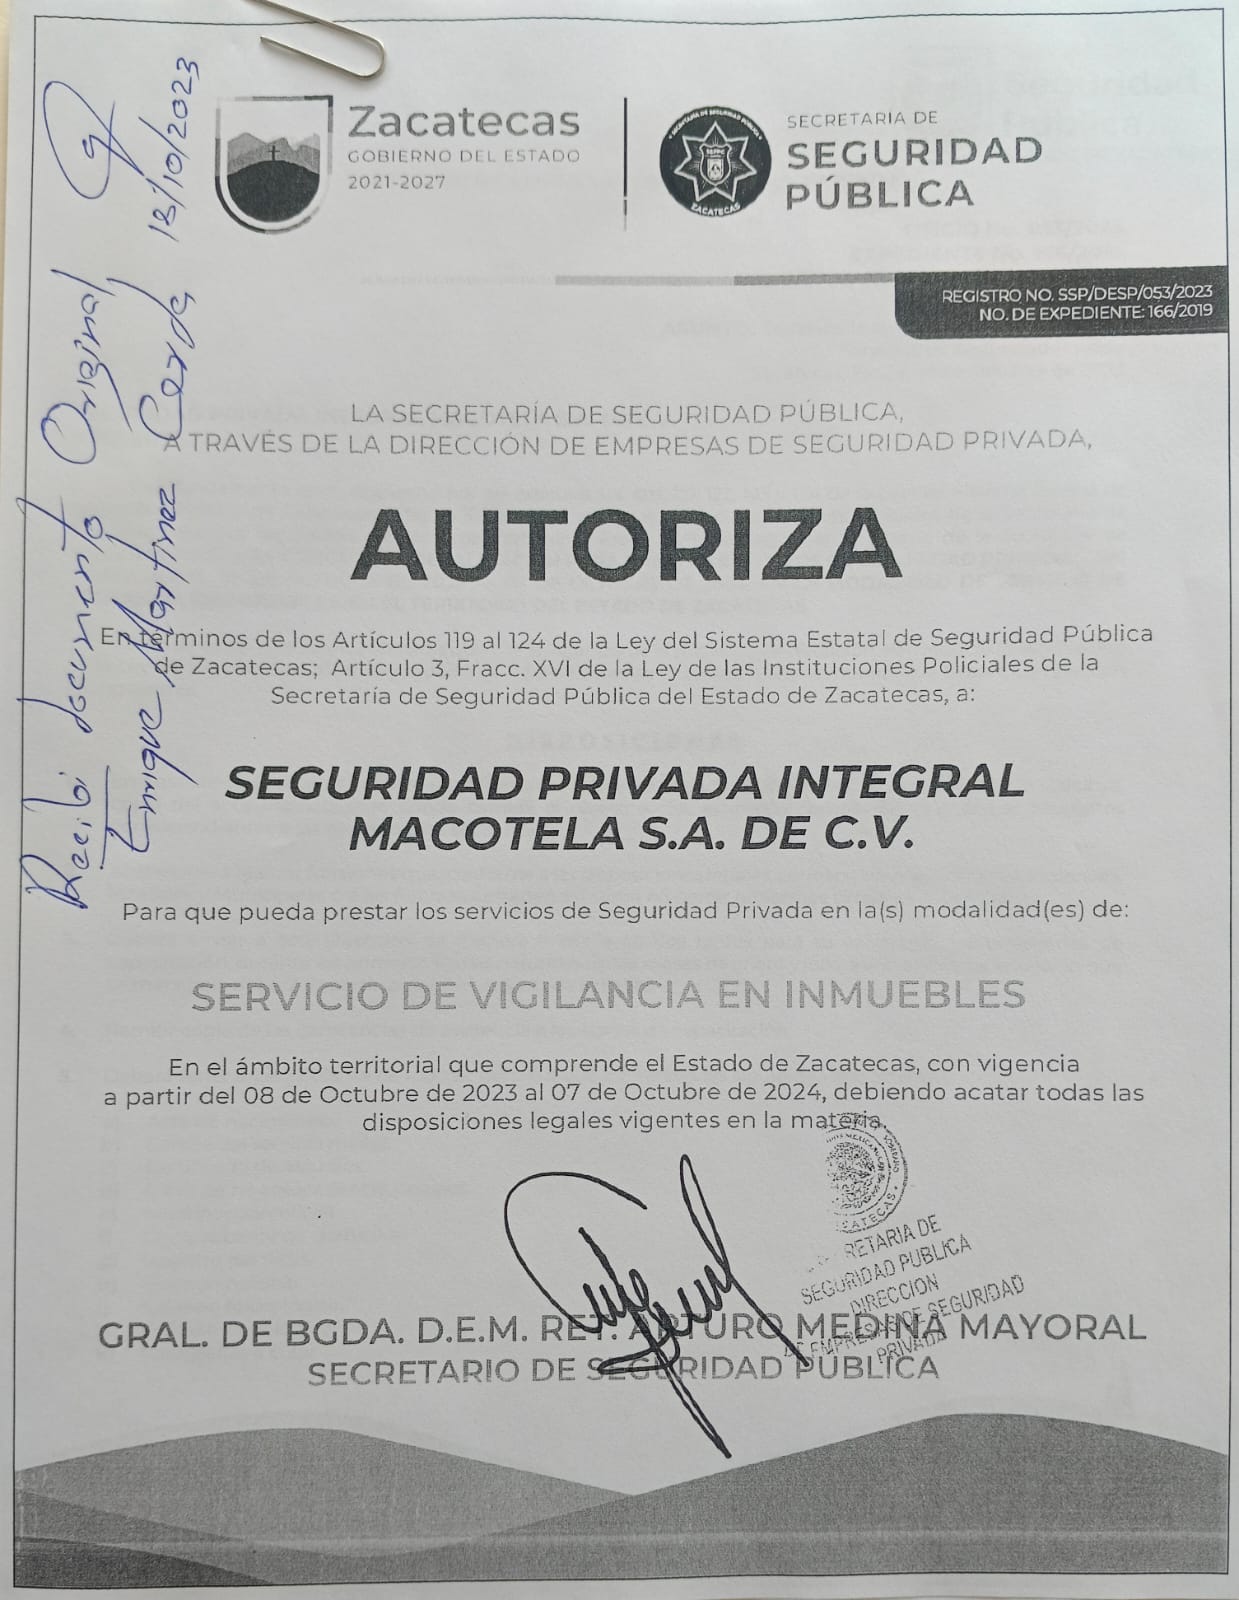 Recibi documento Original
Enrique Martinez Cerda 13/10/2023
Zacatecas
GOBIERNO DEL ESTADO
2021-2027
SECRETARÍA DE
SEGURIDAD
PÚBLICA
ZACATECAS
REGISTRO NO. SSP/DESP/053/2023
NO. DE EXPEDIENTE: 166/2019
LA SECRETARÍA DE SEGURIDAD PÚBLICA,
A TRAVÉS DE LA DIRECCIÓN DE EMPRESAS DE SEGURIDAD PRIVADA,
AUTORIZA
En términos de los Artículos 119 al 124 de la Ley del Sistema Estatal de Seguridad Pública
de Zacatecas; Artículo 3, Fracc. XVI de la Ley de las Instituciones Policiales de la
Secretaría de Seguridad Pública del Estado de Zacatecas, a:
SEGURIDAD PRIVADA INTEGRAL
MACOTELA S.A. DE C.V.
Para que pueda prestar los servicios de Seguridad Privada en la(s) modalidad(es) de:
SERVICIO DE VIGILANCIA EN INMUEBLES
En el ámbito territorial que comprende el Estado de Zacatecas, con vigencia
a partir del 08 de Octubre de 2023 al 07 de Octubre de 2024, debiendo acatar todas las
disposiciones legales vigentes en la materia.
ZACATECAS
RETARIA DE
SEGURIDAD PUBLICA
DIRECCION
DE EMPRESAS DE SEGURIDAD
PRIVADA
GRAL. DE BGDA. D.E.M. RET. ARTURO MEDINA MAYORAL
SECRETARIO DE SEGURIDAD PÚBLICA